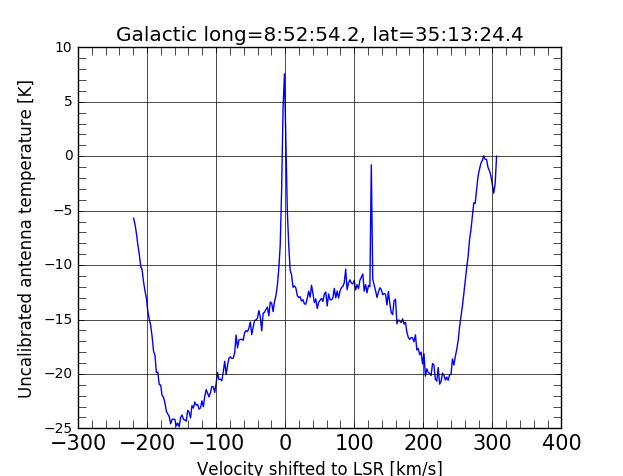 Galactic long=8:52:54.2, lat=35:13:24.4
Uncalibrated antenna temperature [K]
10
5
0
−5
−10
−15
−20
−25
−300 −200 −100 0 100 200 300 400
Velocity shifted to LSR [km/s]